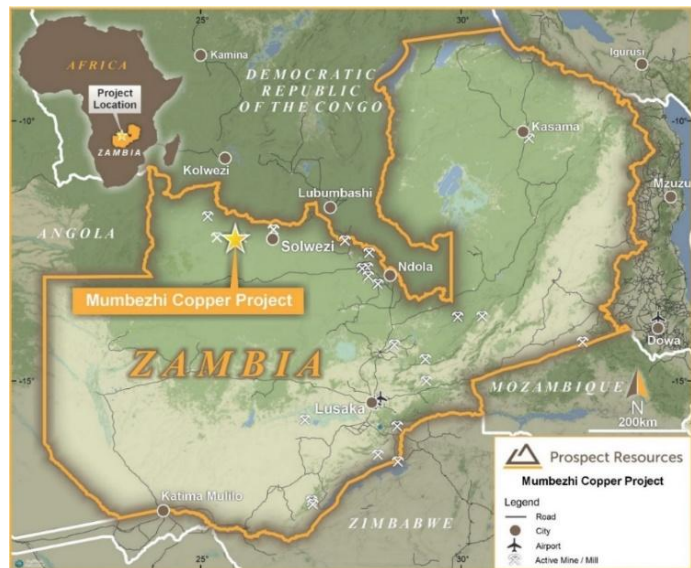 25°
30°
Kamina
Igurusi
AFRICA
DEMOCRATIC
REPUBLIC
OF THE CONGO
Project
Location
-10°
-10°
ZAMBIA
Kasama
Kolwezi
Mzuzu
Lubumbashi
ANGOLA
Solwezi
Ndola
Mumbezhi Copper Project
Dowa
ZAMBIA
-15°
-15°
MOZAMBIQUE
N
Lusaka
200km
Prospect Resources
Mumbezhi Copper Project
Legend
Road
City
Airport
Active Mine / Mill
Katima Mulilo
ZIMBABWE
25°
30°